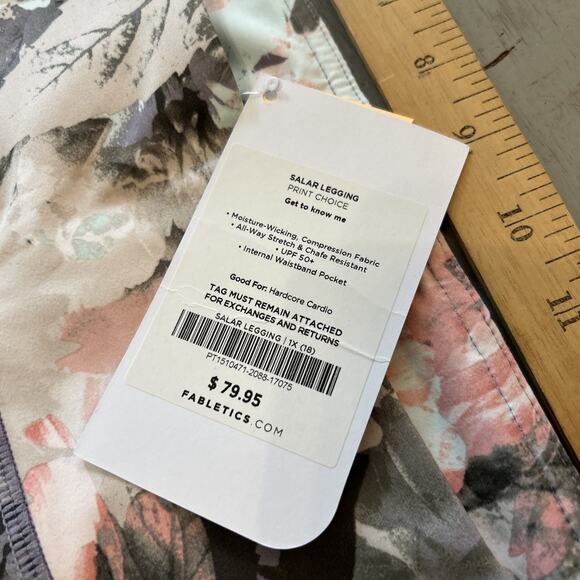 SALAR LEGGING
PRINT CHOICE
Get to know me
• Moisture-Wicking, Compression Fabric
• All-Way Stretch & Chafe Resistant
• UPF 50+
• Internal Waistband Pocket
Good For: Hardcore Cardio
TAG MUST REMAIN ATTACHED
FOR EXCHANGES AND RETURNS
SALAR LEGGING | 1X (18)
PT1510471-2088-17075
$ 79.95
FABLETICS.COM
8
9
10
11